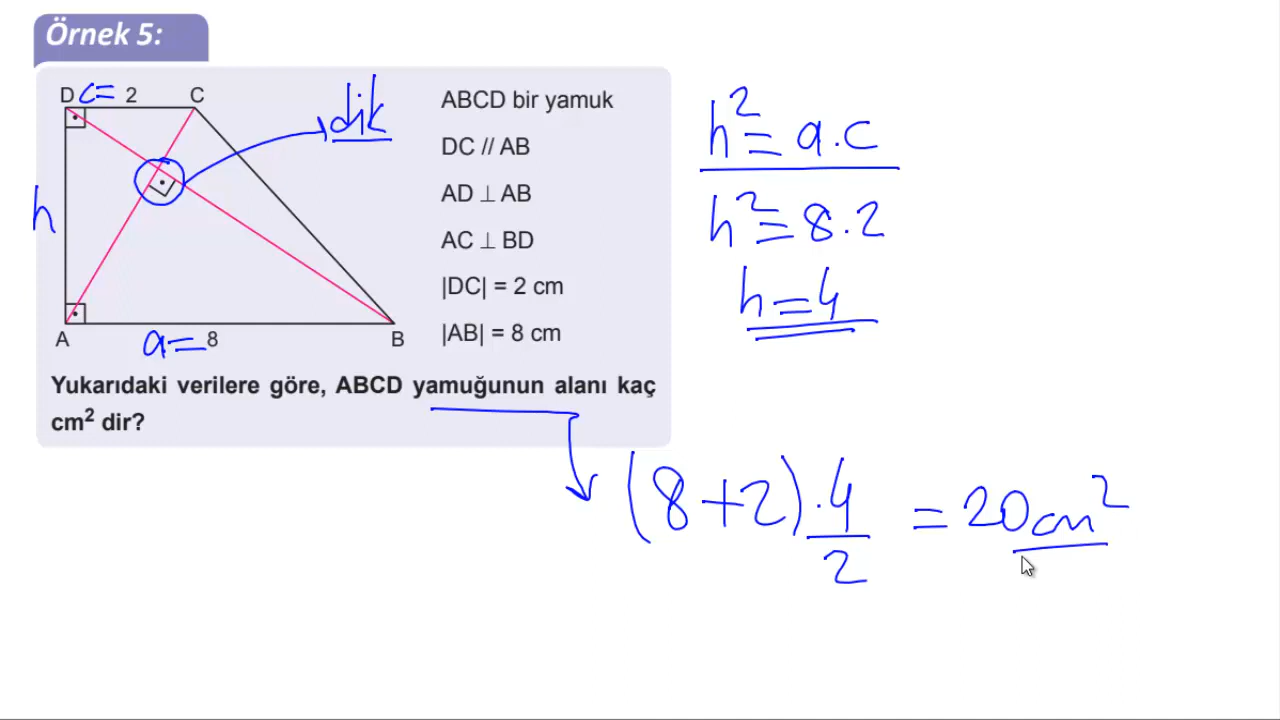 Örnek 5:
D c= 2 C
dik
h
A a= 8 B
ABCD bir yamuk
DC // AB
AD ⊥ AB
AC ⊥ BD
|DC| = 2 cm
|AB| = 8 cm
Yukarıdaki verilere göre, ABCD yamuğunun alanı kaç
cm² dir?
h² = a.c
h² = 8.2
h = 4
(8+2).4/2 = 20cm²